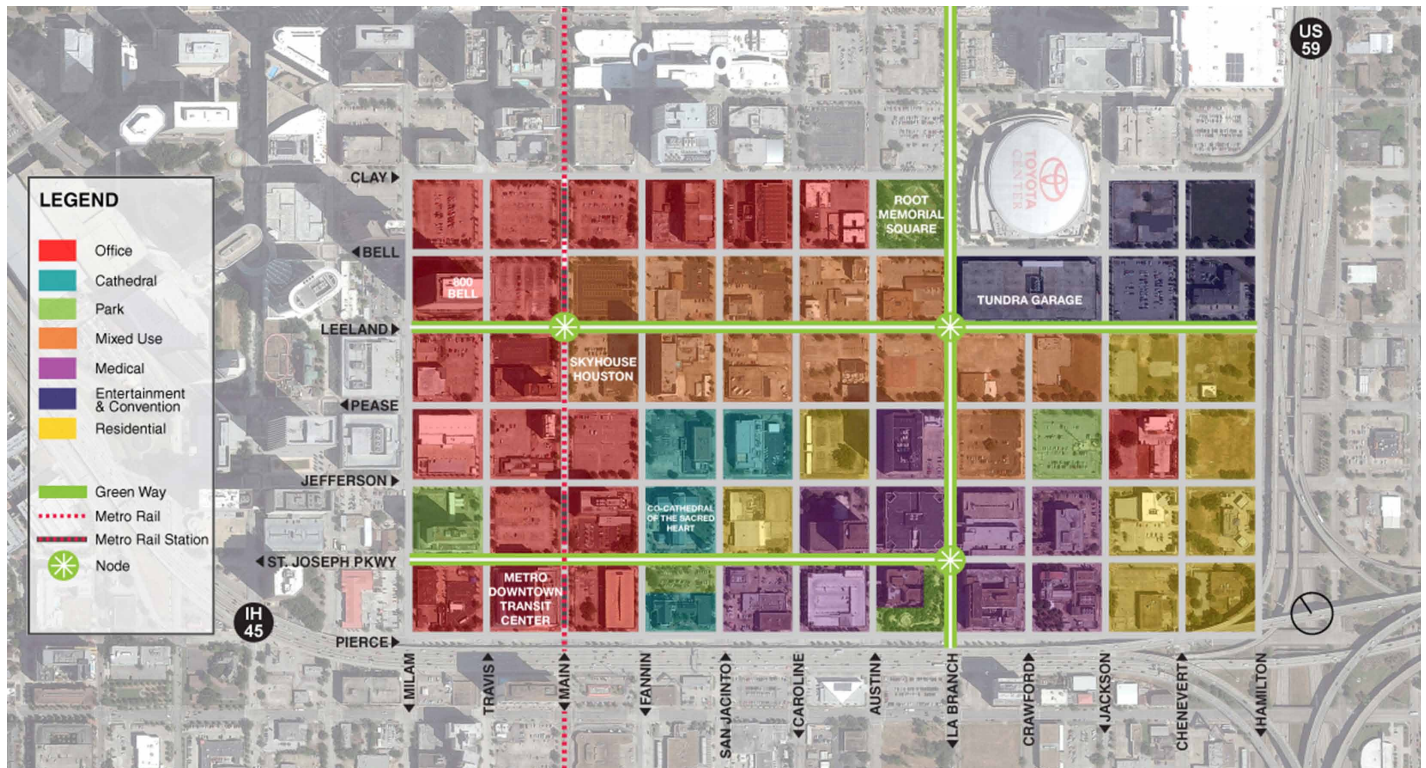 US
59
TOYOTA
CENTER
LEGEND
Office
Cathedral
Park
Mixed Use
Medical
Entertainment
& Convention
Residential
Green Way
Metro Rail
Metro Rail Station
Node
CLAY
BELL
LEELAND
PEASE
JEFFERSON
ST. JOSEPH PKWY
PIERCE
IH
45
ROOT
MEMORIAL
SQUARE
800
BELL
TUNDRA GARAGE
SKYHOUSE
HOUSTON
CO-CATHEDRAL
OF THE SACRED
HEART
METRO
DOWNTOWN
TRANSIT
CENTER
MILAM
TRAVIS
MAIN
FANNIN
SAN JACINTO
CAROLINE
AUSTIN
LA BRANCH
CRAWFORD
JACKSON
CHENEVERT
HAMILTON